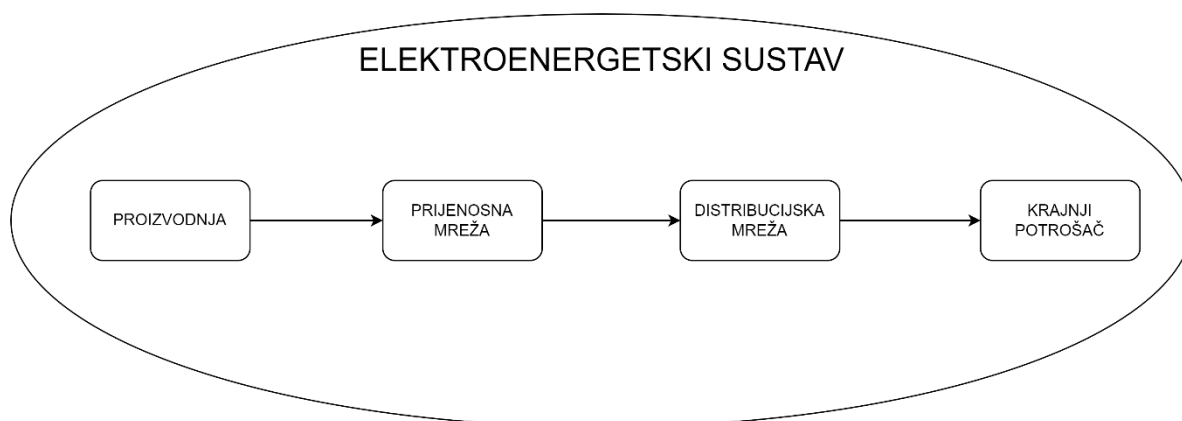 ELEKTROENERGETSKI SUSTAV
PROIZVODNJA
PRIJENOSNA
MREŽA
DISTRIBUCIJSKA
MREŽA
KRAJNJI
POTROŠAČ